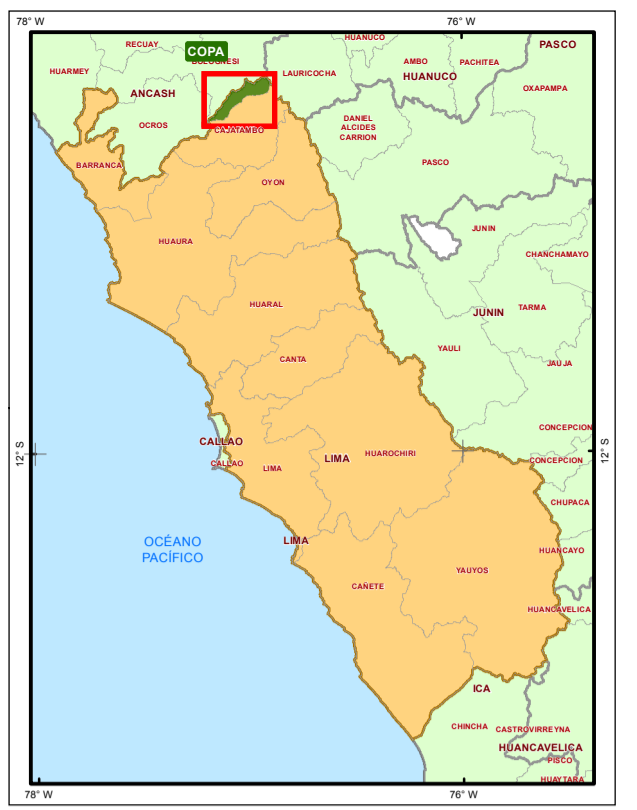 78° W
76° W
HUANUCO
PASCO
RECUAY
COPA
BOLOGNESI
AMBO
PACHITEA
HUARMEY
LAURICOCHA
HUANUCO
OXAPAMPA
ANCASH
OCROS
DANIEL
ALCIDES
CARRION
CAJATAMBO
PASCO
BARRANCA
OYON
JUNIN
HUAURA
CHANCHAMAYO
HUARAL
TARMA
JUNIN
YAULI
CANTA
JAUJA
CONCEPCION
CALLAO
12° S
12° S
HUAROCHIRI
LIMA
CALLAO
LIMA
CONCEPCION
CHUPACA
LIMA
OCÉANO
PACÍFICO
HUANCAYO
YAUYOS
CAÑETE
HUANCAVELICA
ICA
CHINCHA
CASTROVIRREYNA
HUANCAVELICA
PISCO
HUAYTARA
78° W
76° W